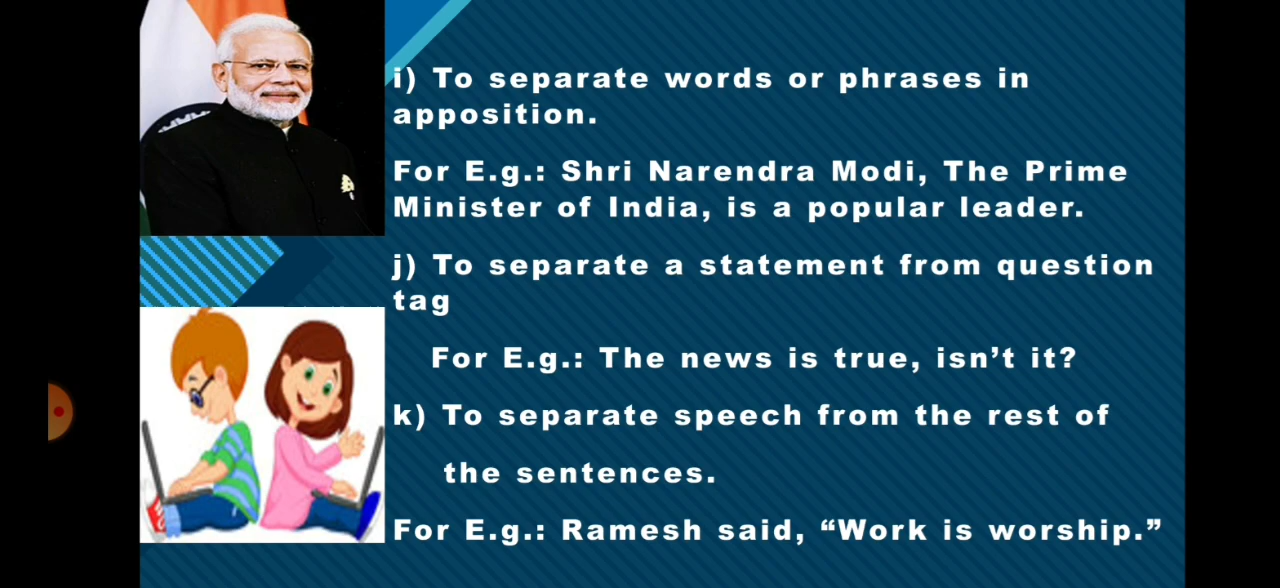 i) To separate words or phrases in
apposition.
For E.g.: Shri Narendra Modi, The Prime
Minister of India, is a popular leader.
j) To separate a statement from question
tag
For E.g.: The news is true, isn’t it?
k) To separate speech from the rest of
the sentences.
For E.g.: Ramesh said, “Work is worship.”